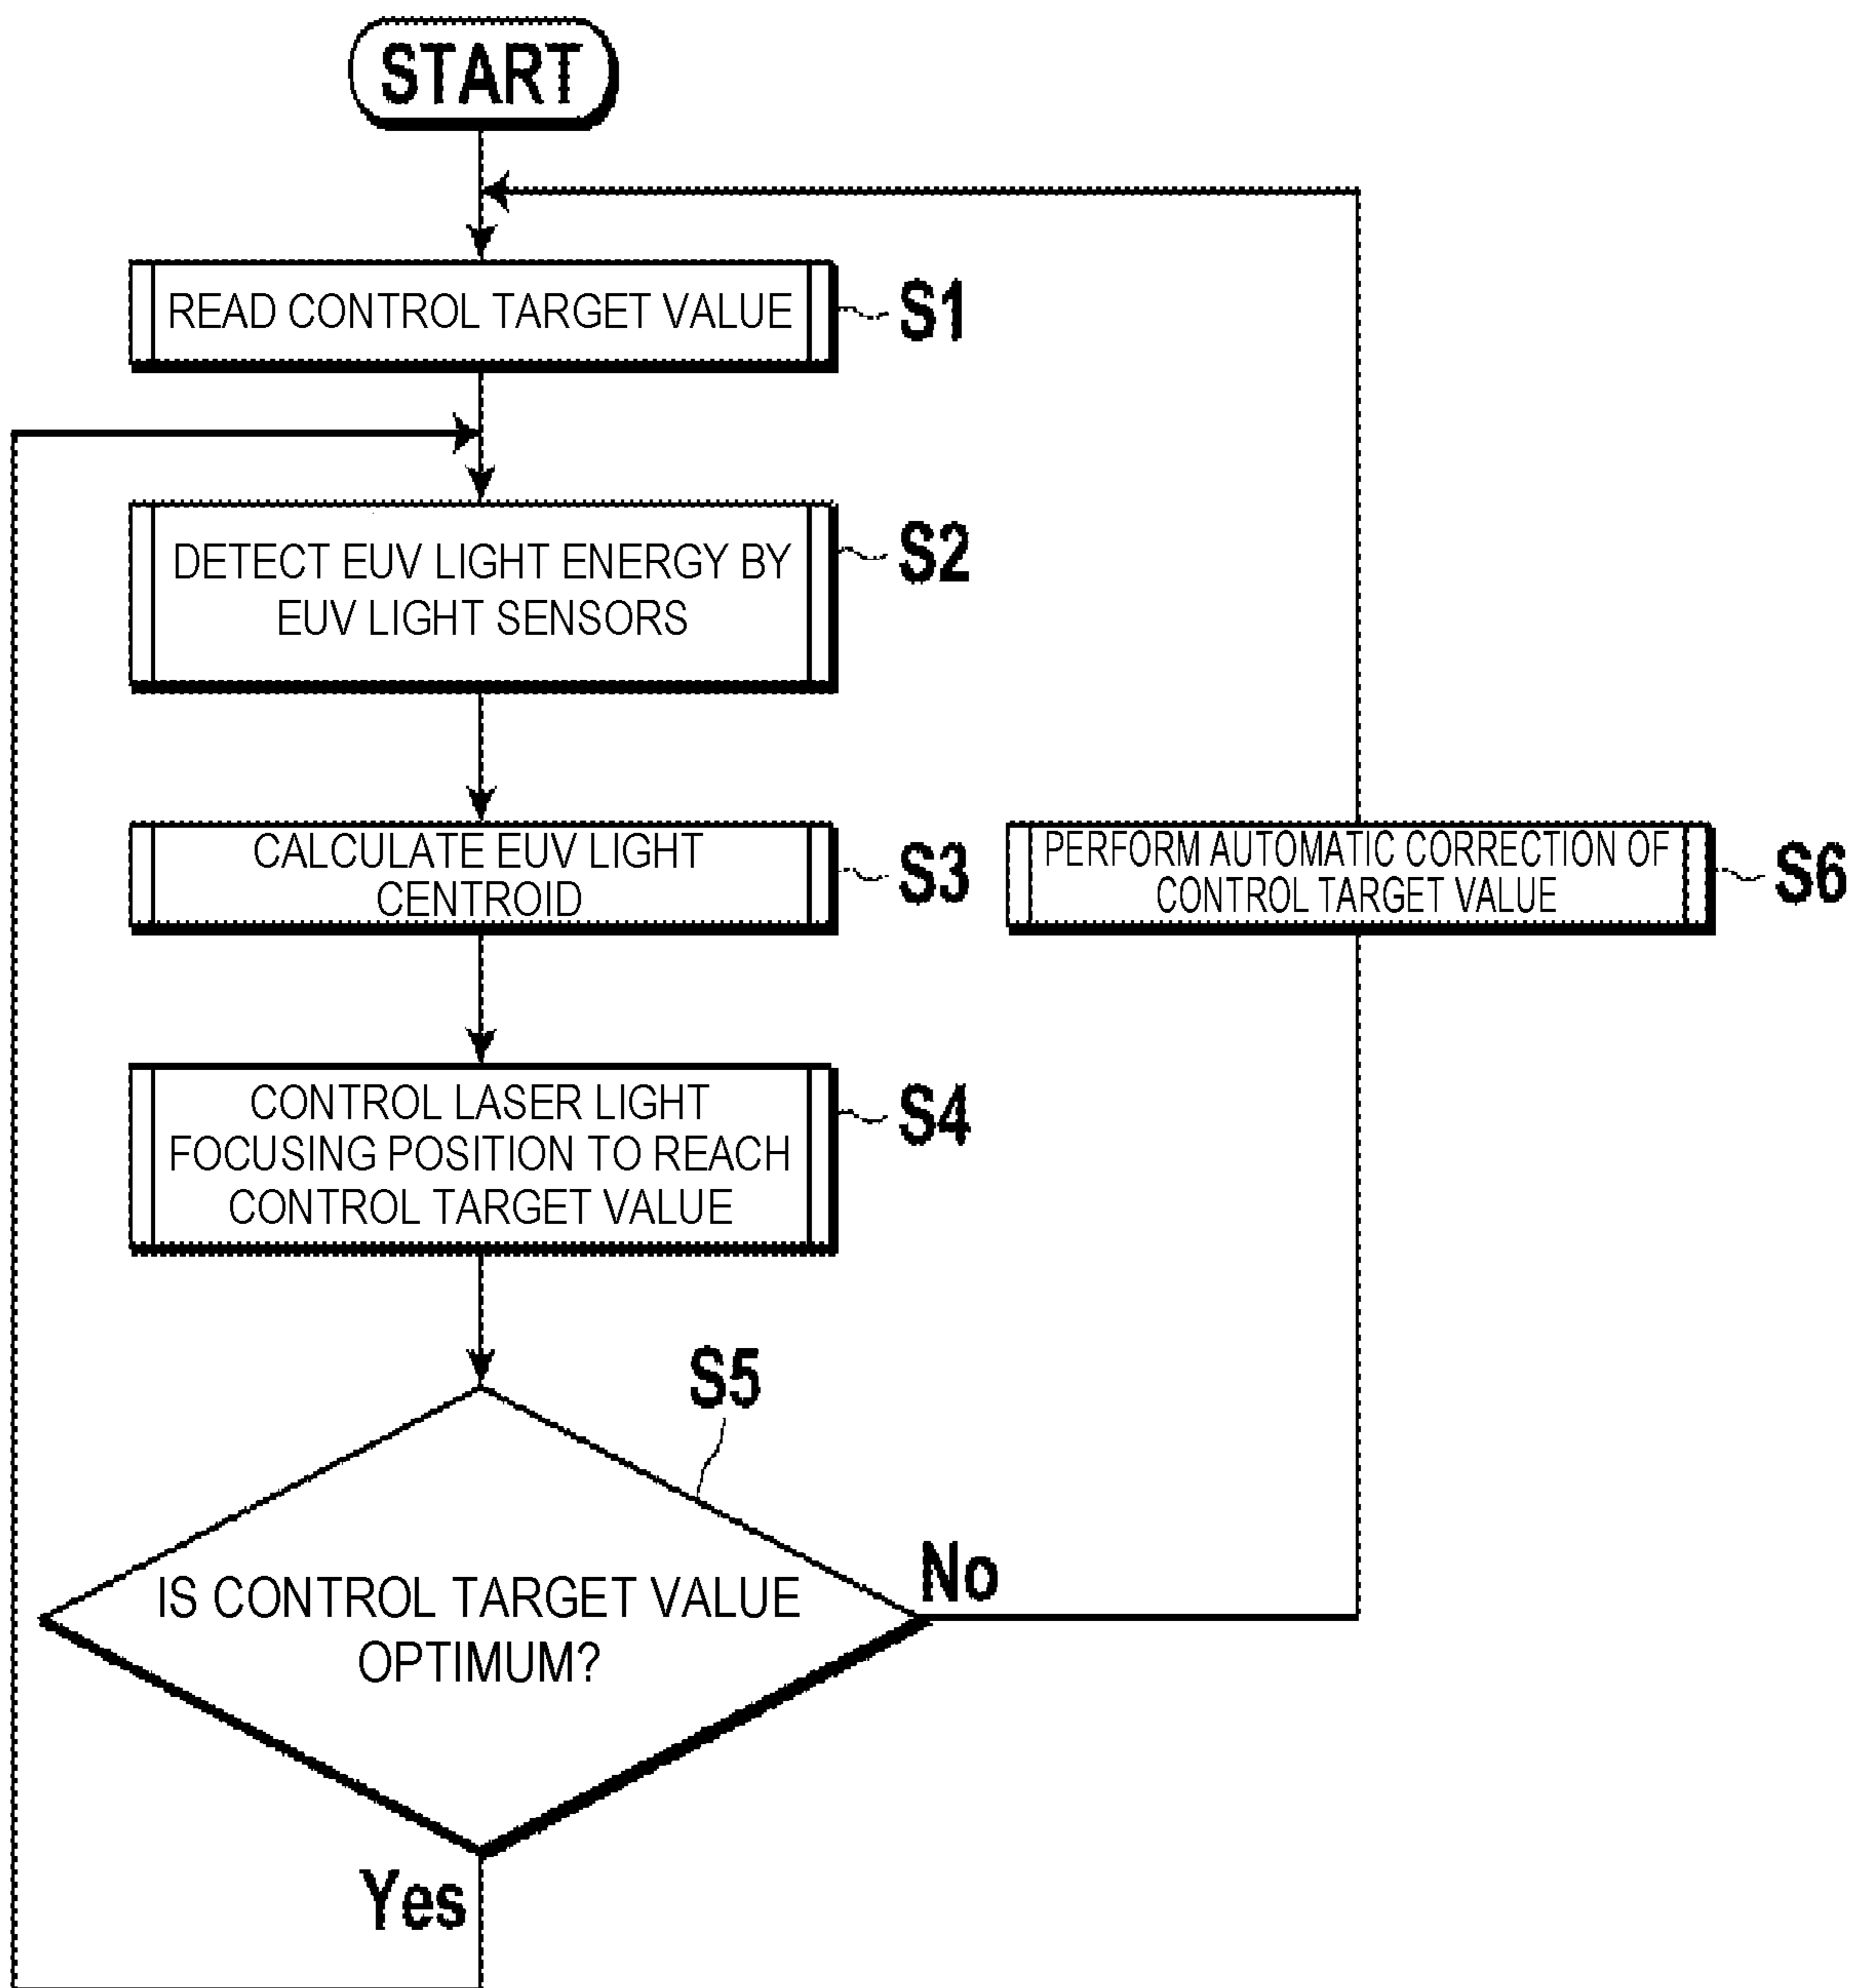 START
READ CONTROL TARGET VALUE
S1
DETECT EUV LIGHT ENERGY BY
EUV LIGHT SENSORS
S2
CALCULATE EUV LIGHT
CENTROID
S3
PERFORM AUTOMATIC CORRECTION OF
CONTROL TARGET VALUE
S6
CONTROL LASER LIGHT
FOCUSING POSITION TO REACH
CONTROL TARGET VALUE
S4
S5
IS CONTROL TARGET VALUE
OPTIMUM?
No
Yes